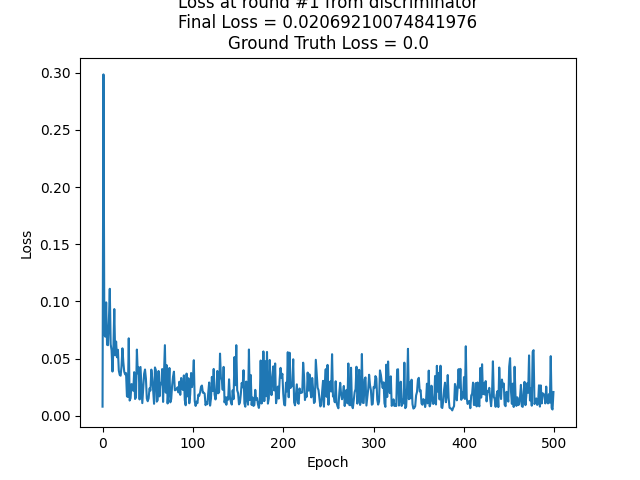 Loss at round #1 from discriminator
Final Loss = 0.02069210074841976
Ground Truth Loss = 0.0
0.30
0.25
0.20
0.15
0.10
0.05
0.00
Loss
0 100 200 300 400 500
Epoch